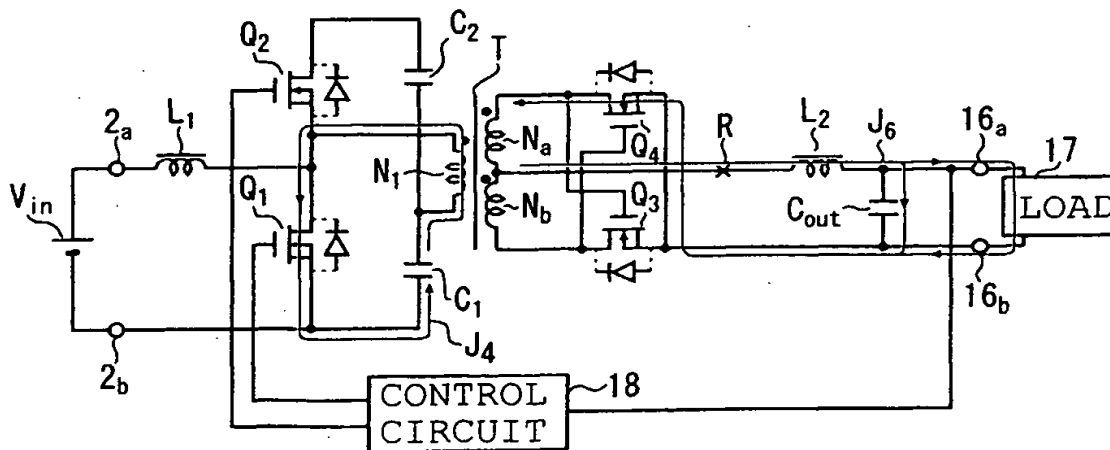 C2
T
Q2
2a
L1
Na
Q4
R
L2
J6
16a
17
N1
Vin
Q1
Nb
Q3
Cout
LOAD
C1
16b
2b
J4
18
CONTROL
CIRCUIT